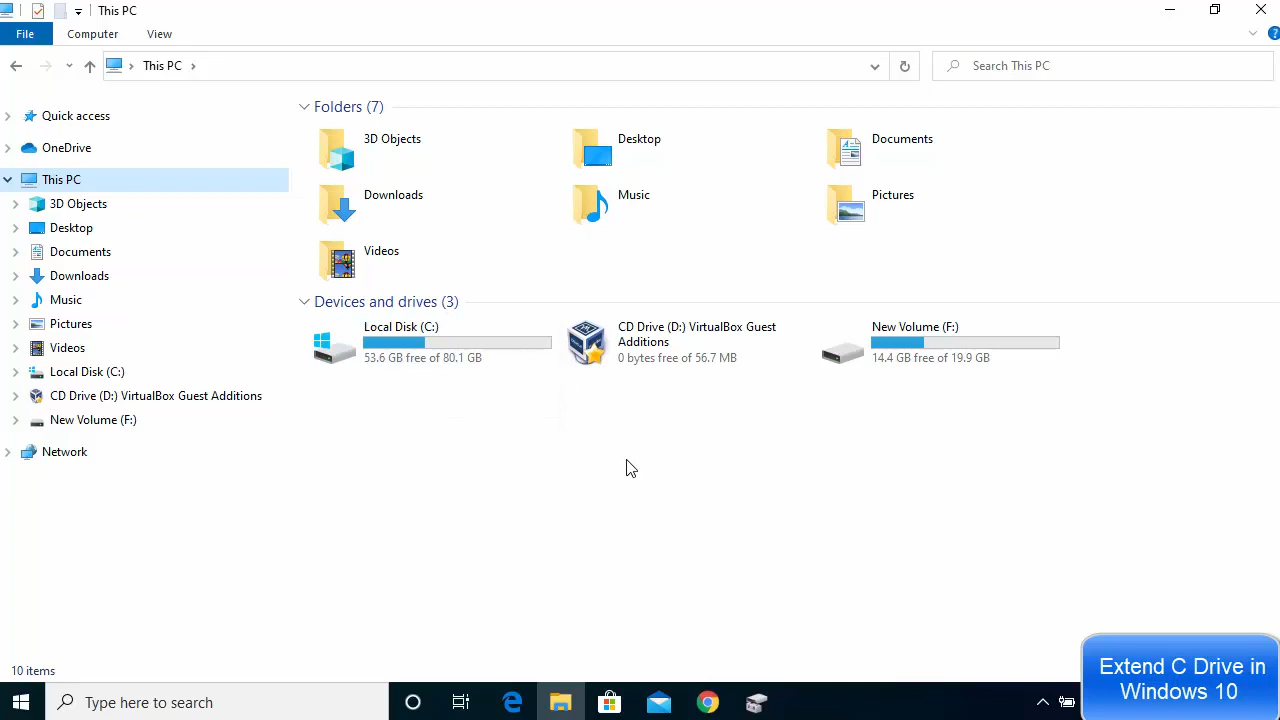 This PC
File
Computer
View
This PC
Search This PC
Quick access
OneDrive
This PC
3D Objects
Desktop
Documents
Downloads
Music
Pictures
Videos
Local Disk (C:)
CD Drive (D:) VirtualBox Guest Additions
New Volume (F:)
Network
Folders (7)
3D Objects
Desktop
Documents
Downloads
Music
Pictures
Videos
Devices and drives (3)
Local Disk (C:)
53.6 GB free of 80.1 GB
CD Drive (D:) VirtualBox Guest
Additions
0 bytes free of 56.7 MB
New Volume (F:)
14.4 GB free of 19.9 GB
10 items
Type here to search
Extend C Drive in
Windows 10